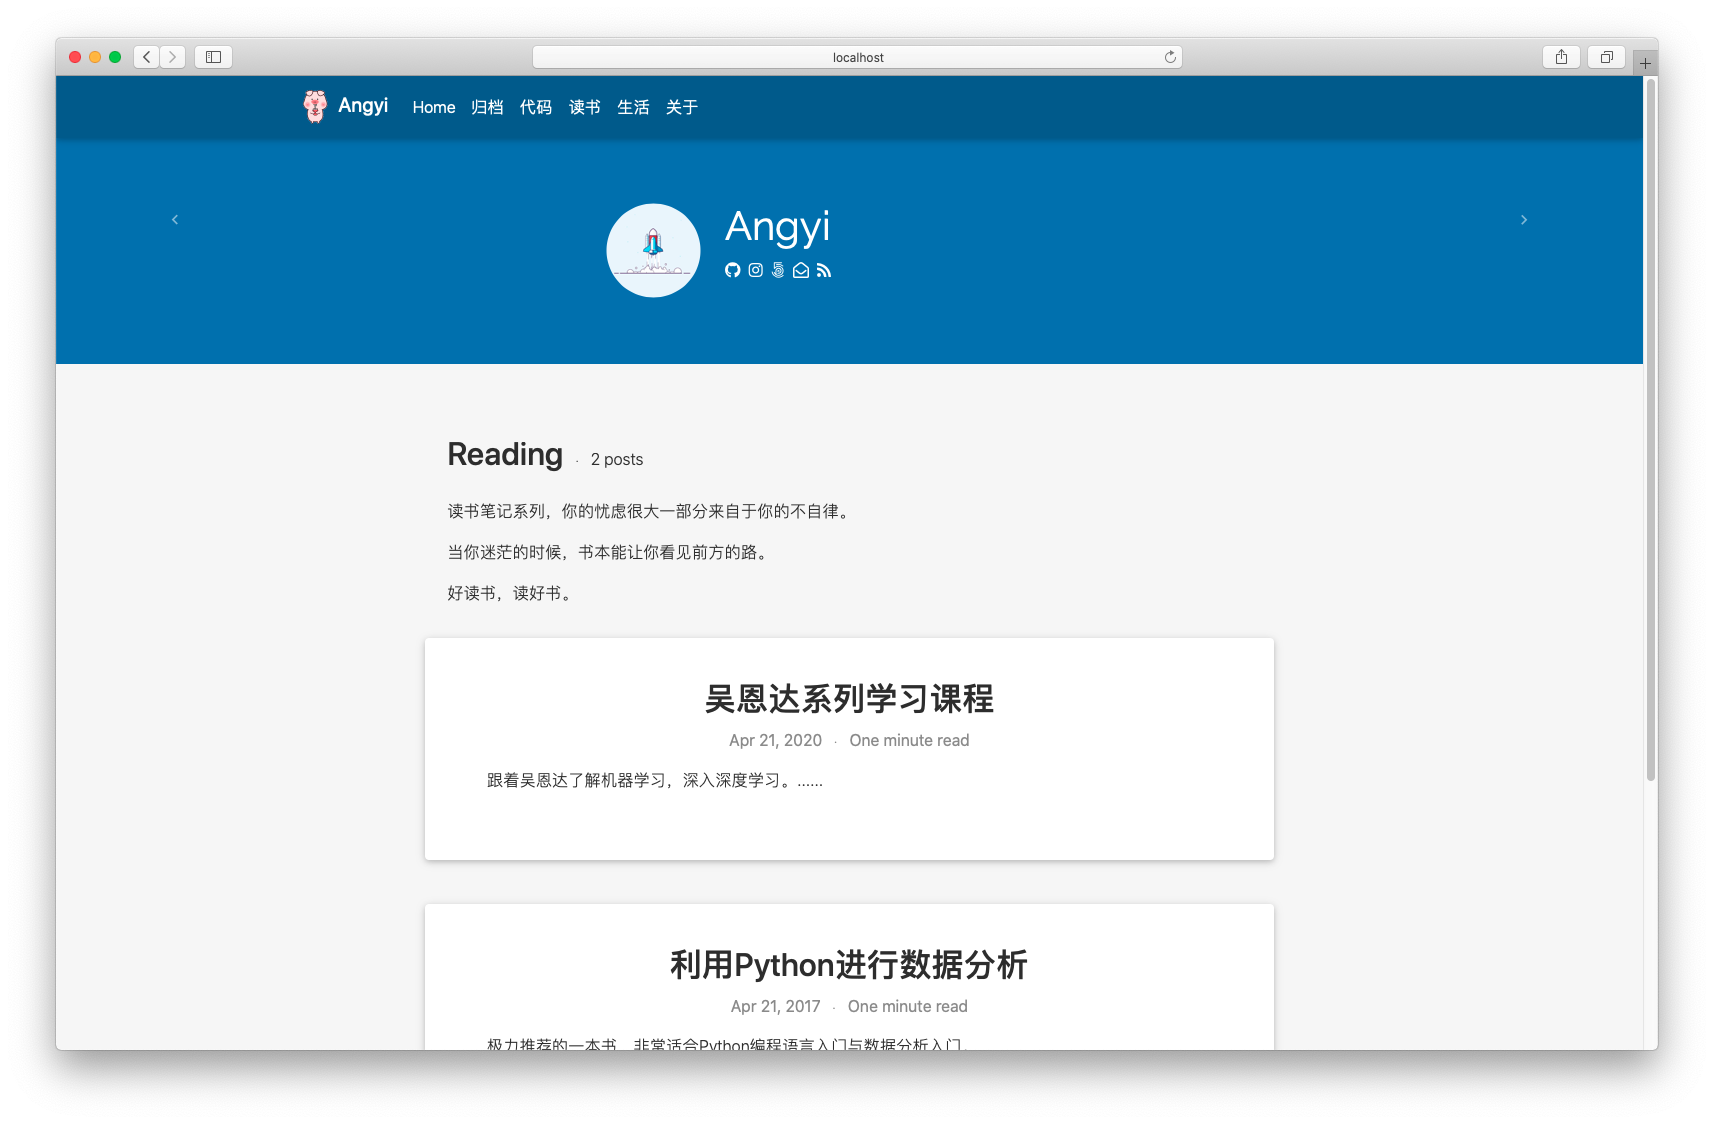 localhost
Angyi Home 归档 代码 读书 生活 关于
Angyi
Reading · 2 posts
读书笔记系列，你的忧虑很大一部分来自于你的不自律。
当你迷茫的时候，书本能让你看见前方的路。
好读书，读好书。
吴恩达系列学习课程
Apr 21, 2020 · One minute read
跟着吴恩达了解机器学习，深入深度学习。......
利用Python进行数据分析
Apr 21, 2017 · One minute read
极力推荐的一本书，非常适合Python编程语言入门与数据分析入门。